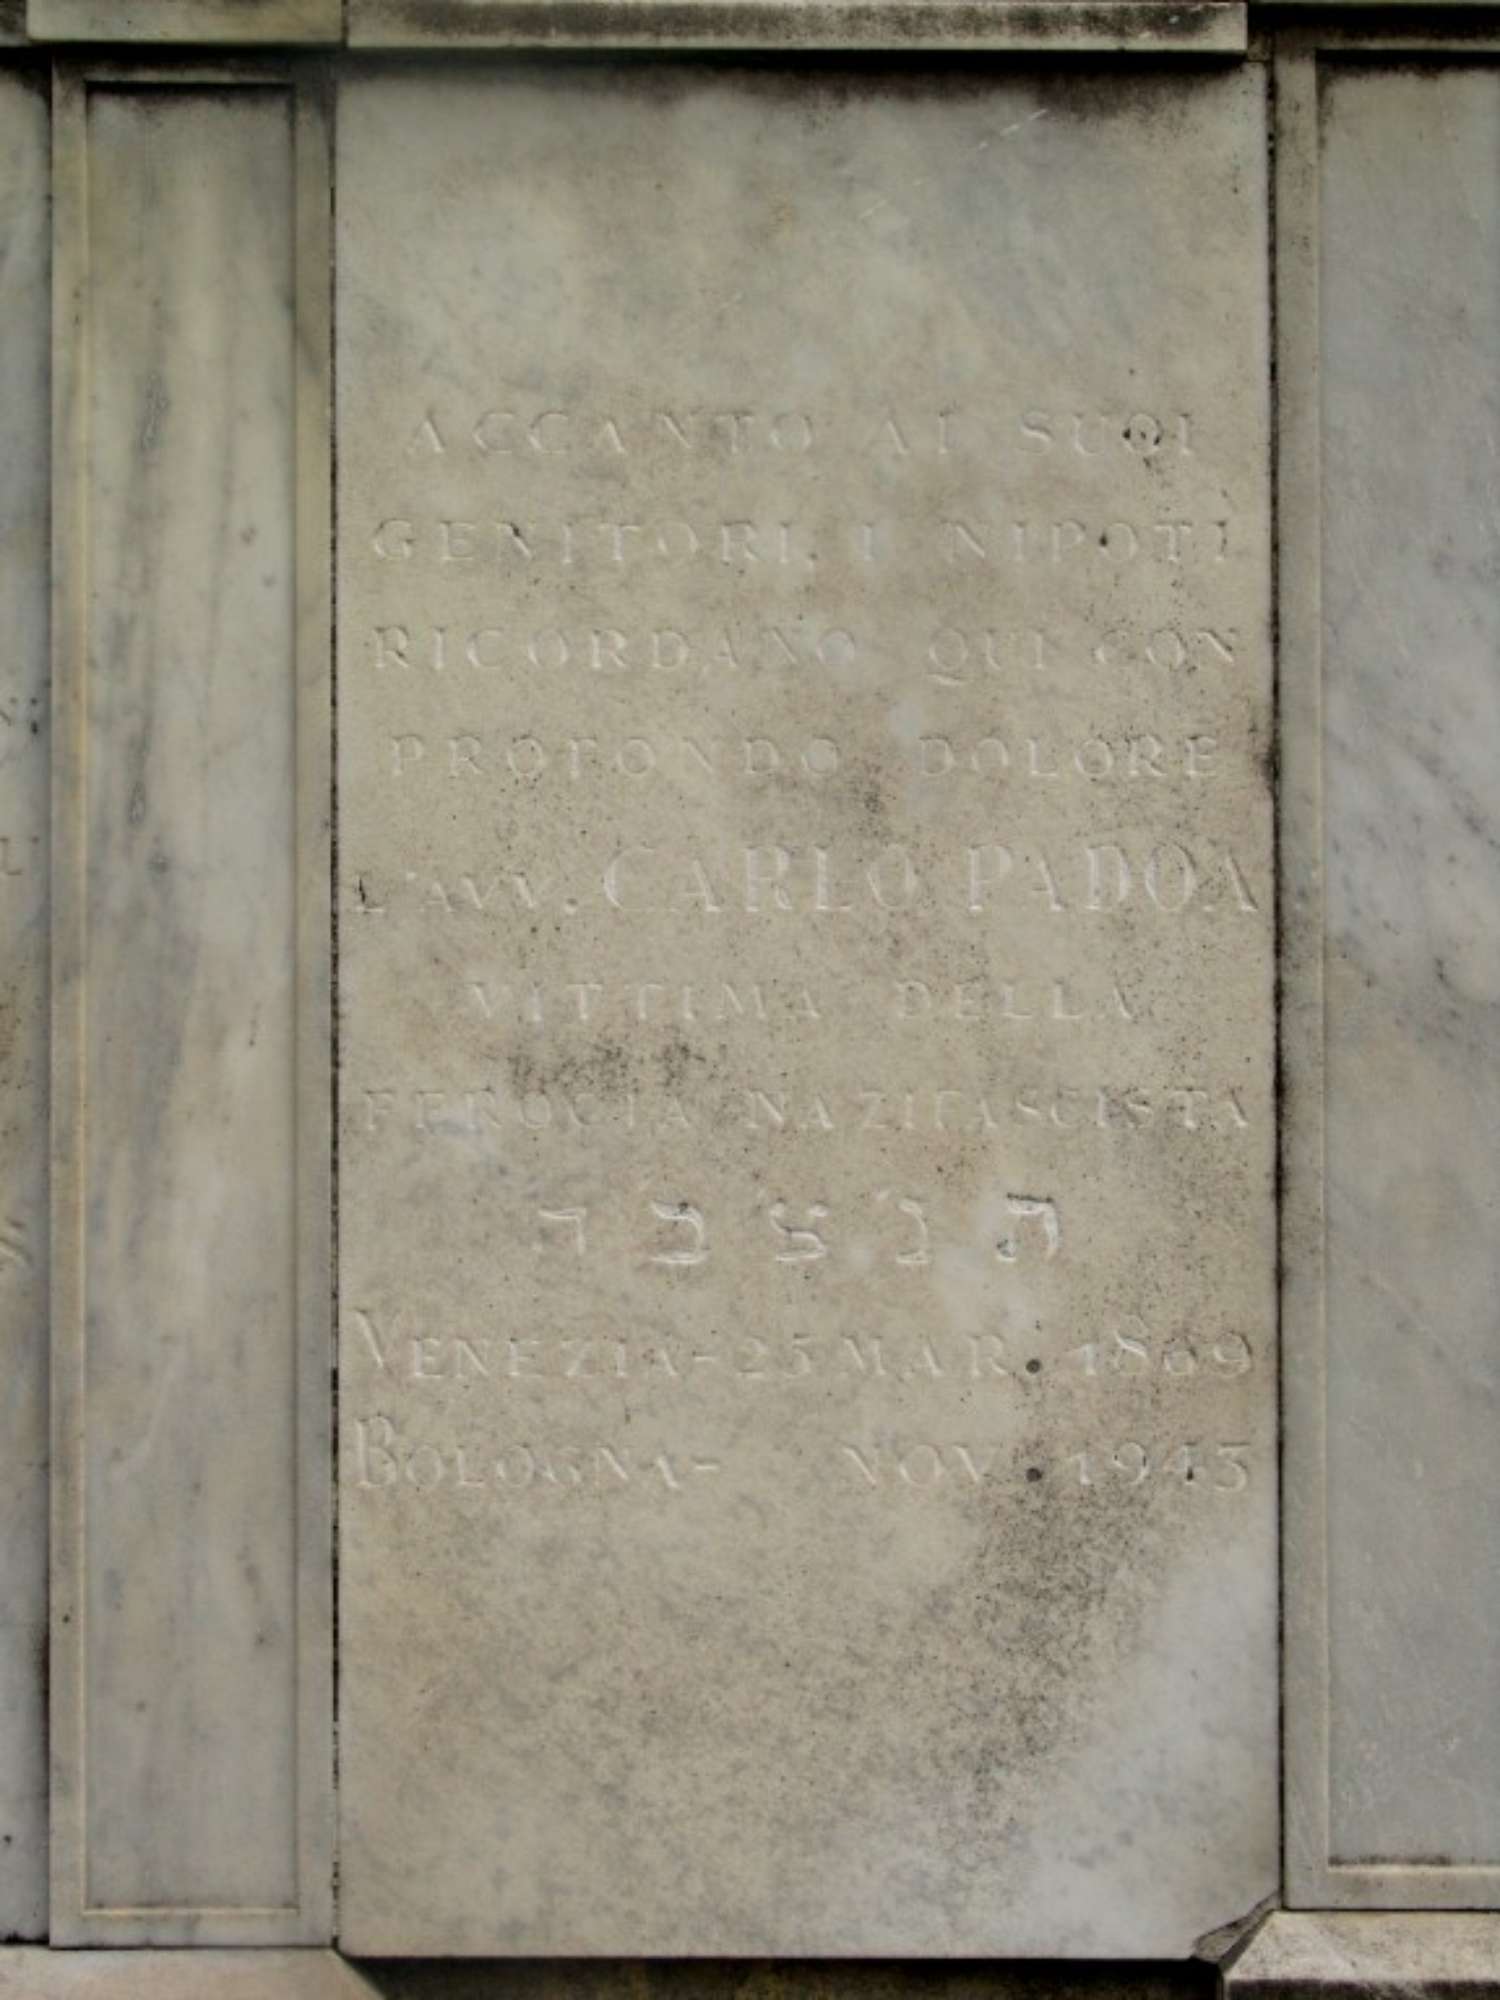 ACCANTO AI SUOI
GENITORI, I NIPOTI
RICORDANO QUI CON
PROFONDO DOLORE
L'AVV. CARLO PADOA
VITTIMA DELLA
FEROCIA NAZIFASCISTA
ת נ צ ב ה
VENEZIA-25 MAR. 1869
BOLOGNA- NOV. 1943